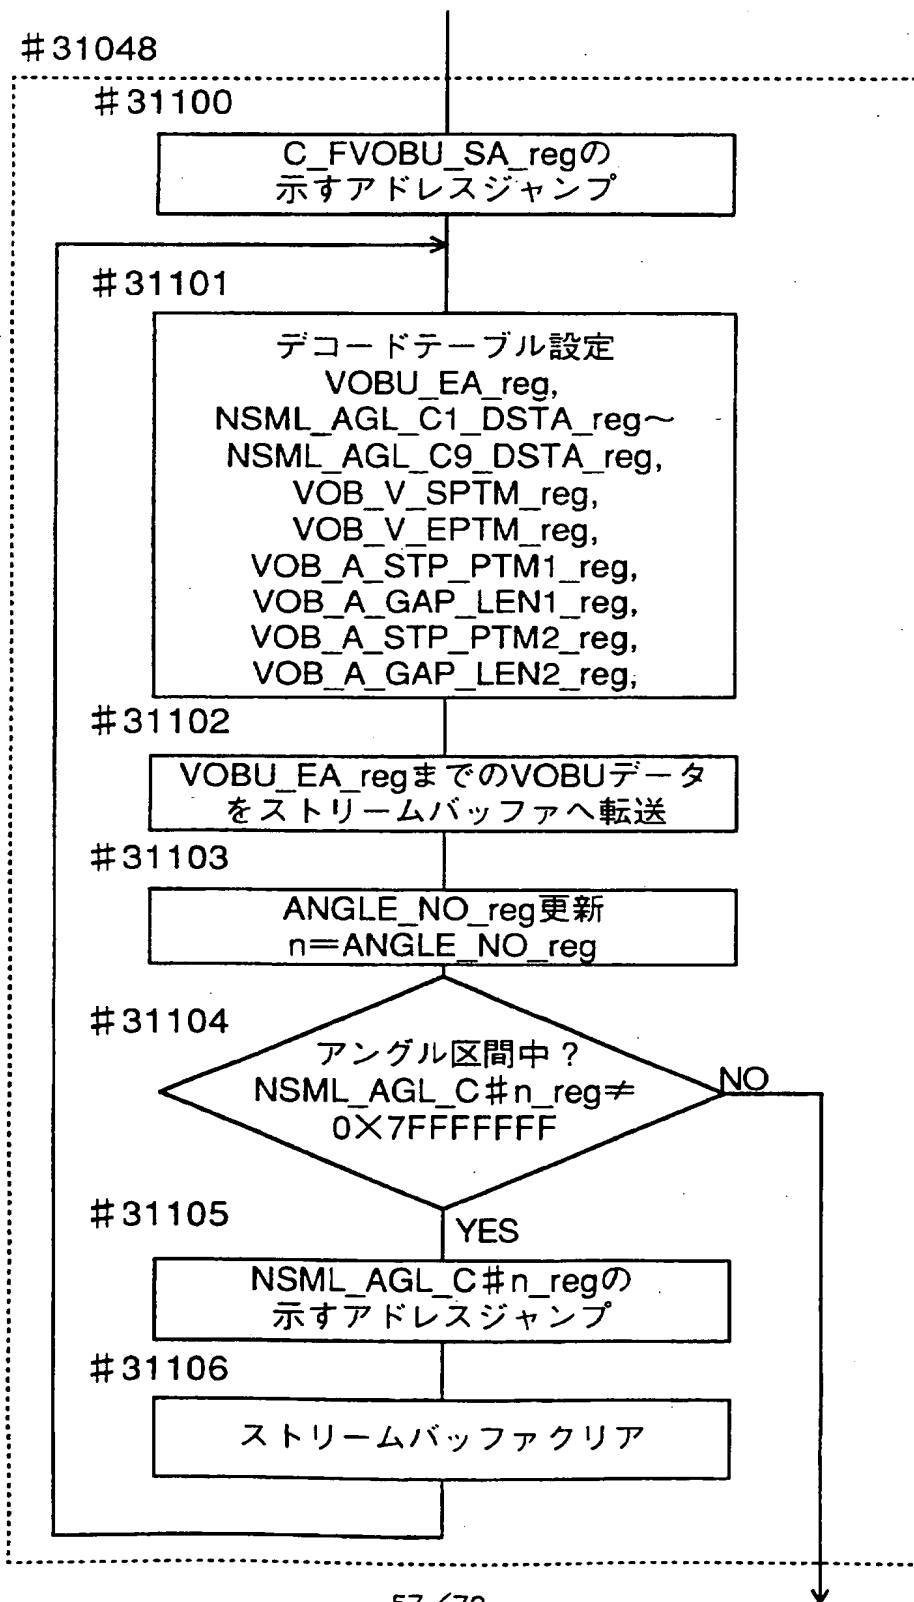 #31048
#31100
C_FVOBU_SA_regの
示すアドレスジャンプ
#31101
デコードテーブル設定
VOBU_EA_reg,
NSML_AGL_C1_DSTA_reg〜
NSML_AGL_C9_DSTA_reg,
VOB_V_SPTM_reg,
VOB_V_EPTM_reg,
VOB_A_STP_PTM1_reg,
VOB_A_GAP_LEN1_reg,
VOB_A_STP_PTM2_reg,
VOB_A_GAP_LEN2_reg,
#31102
VOBU_EA_regまでのVOBUデータ
をストリームバッファへ転送
#31103
ANGLE_NO_reg更新
n=ANGLE_NO_reg
#31104
アングル区間中?
NSML_AGL_C#n_reg≠
0×7FFFFFFF
NO
YES
#31105
NSML_AGL_C#n_regの
示すアドレスジャンプ
#31106
ストリームバッファクリア